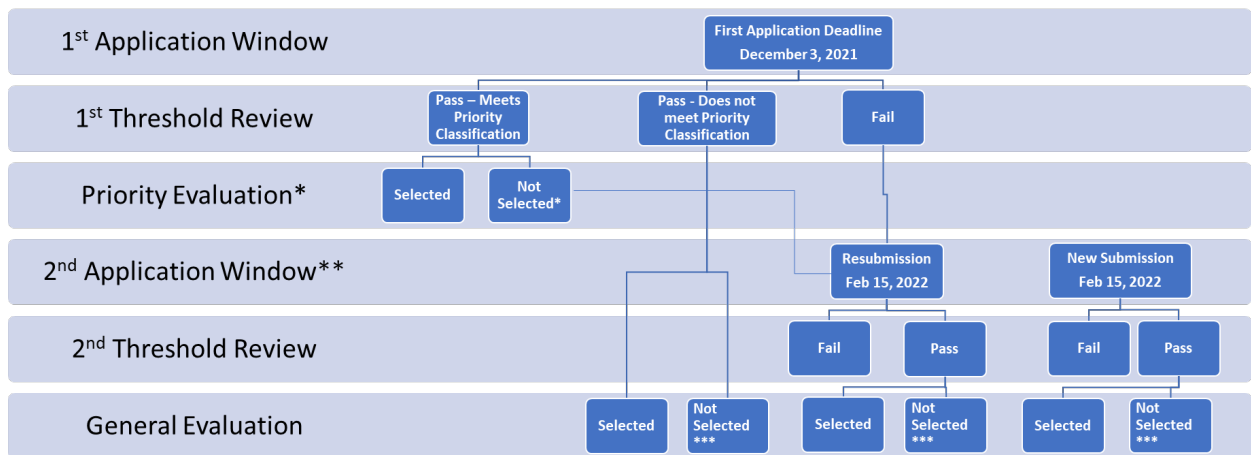 1st Application Window
First Application Deadline
December 3, 2021
1st Threshold Review
Pass – Meets
Priority
Classification
Pass - Does not
meet Priority
Classification
Fail
Priority Evaluation*
Selected
Not
Selected*
2nd Application Window**
Resubmission
Feb 15, 2022
New Submission
Feb 15, 2022
2nd Threshold Review
Fail
Pass
Fail
Pass
General Evaluation
Selected
Not
Selected
***
Selected
Not
Selected
***
Selected
Not
Selected
***